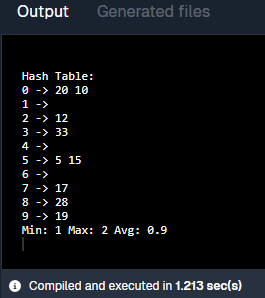 Output Generated files
Hash Table:
0 -> 20 10
1 ->
2 -> 12
3 -> 33
4 ->
5 -> 5 15
6 ->
7 -> 17
8 -> 28
9 -> 19
Min: 1 Max: 2 Avg: 0.9
Compiled and executed in 1.213 sec(s)